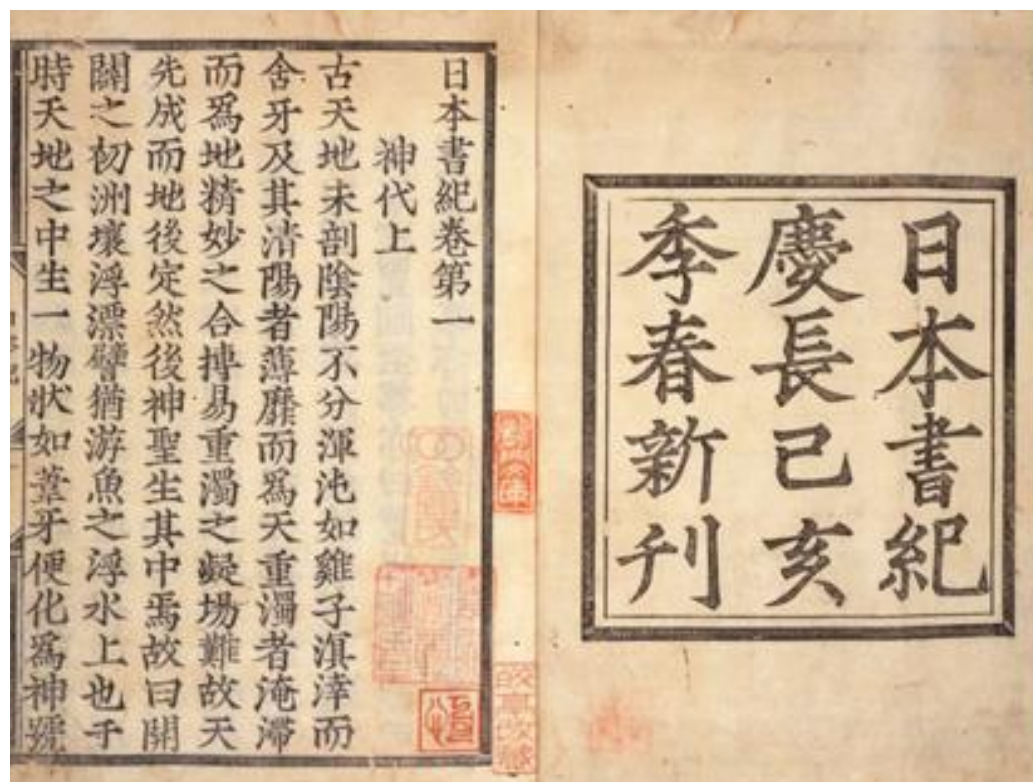 日本書紀
慶長己亥
季春新刊
日本書紀卷第一
神代上
古天地未剖陰陽不分渾沌如雞子溟涬而
含牙及其清陽者薄靡而爲天重濁者淹滯
而爲地精妙之合摶易重濁之凝場難故天
先成而地後定然後神聖生其中焉故曰開
闢之初洲壤浮漂譬猶游魚之浮水上也于
時天地之中生一物狀如葦牙便化爲神號